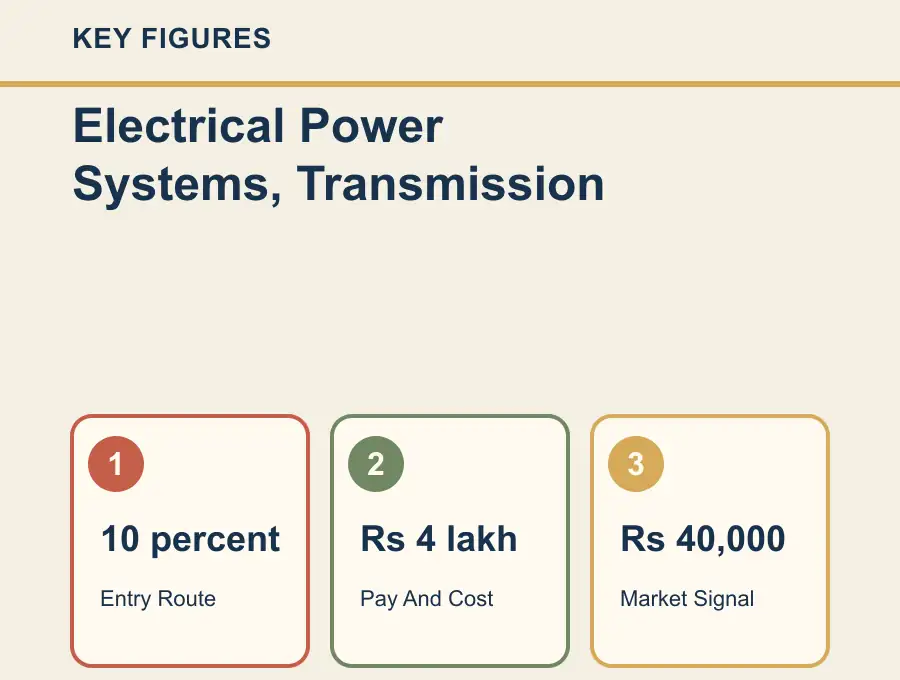 KEY FIGURES
Electrical Power
Systems, Transmission
1
10 percent
Entry Route
2
Rs 4 lakh
Pay And Cost
3
Rs 40,000
Market Signal